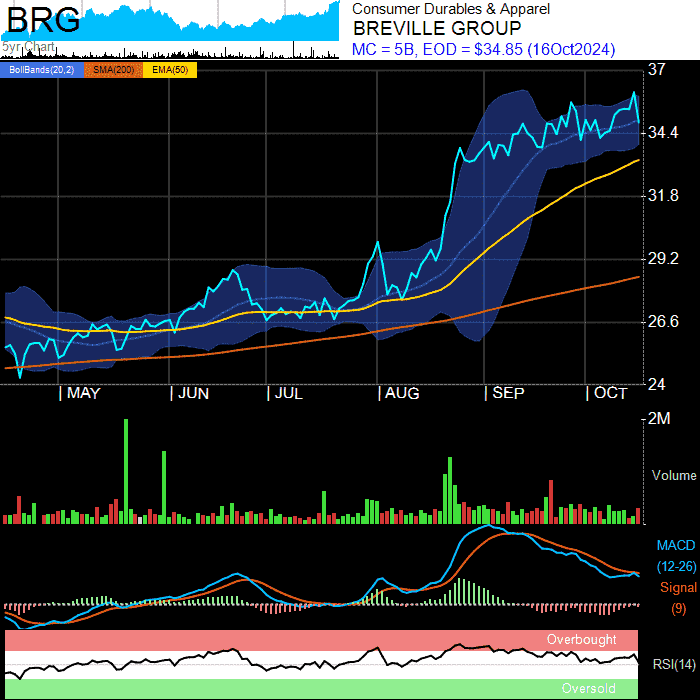 BRG
5yr Chart
Consumer Durables & Apparel
BREVILLE GROUP
MC = 5B, EOD = $34.85 (16Oct2024)
BollBands(20,2) SMA(200) EMA(50)
37
34.4
31.8
29.2
26.6
24
MAY JUN JUL AUG SEP OCT
2M
Volume
MACD
(12-26)
Signal
(9)
Overbought
RSI(14)
Oversold